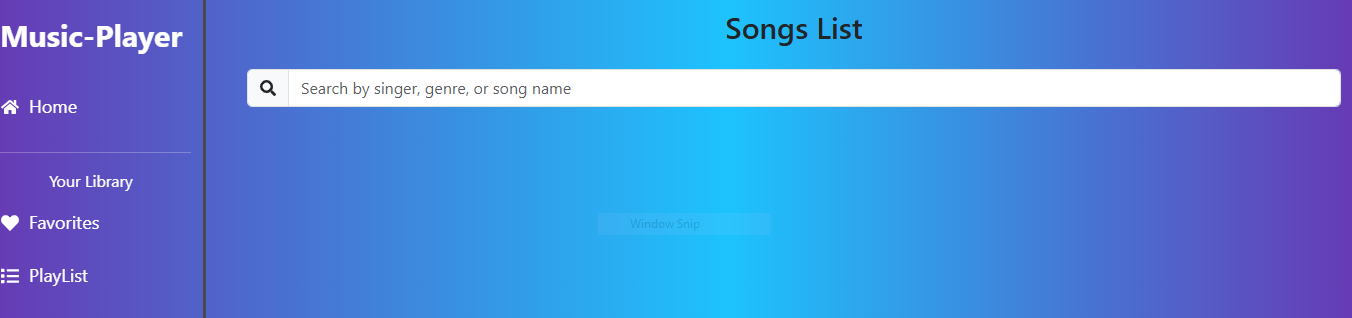 Music-Player
Home
Your Library
Favorites
PlayList
Songs List
Search by singer, genre, or song name
Window Snip